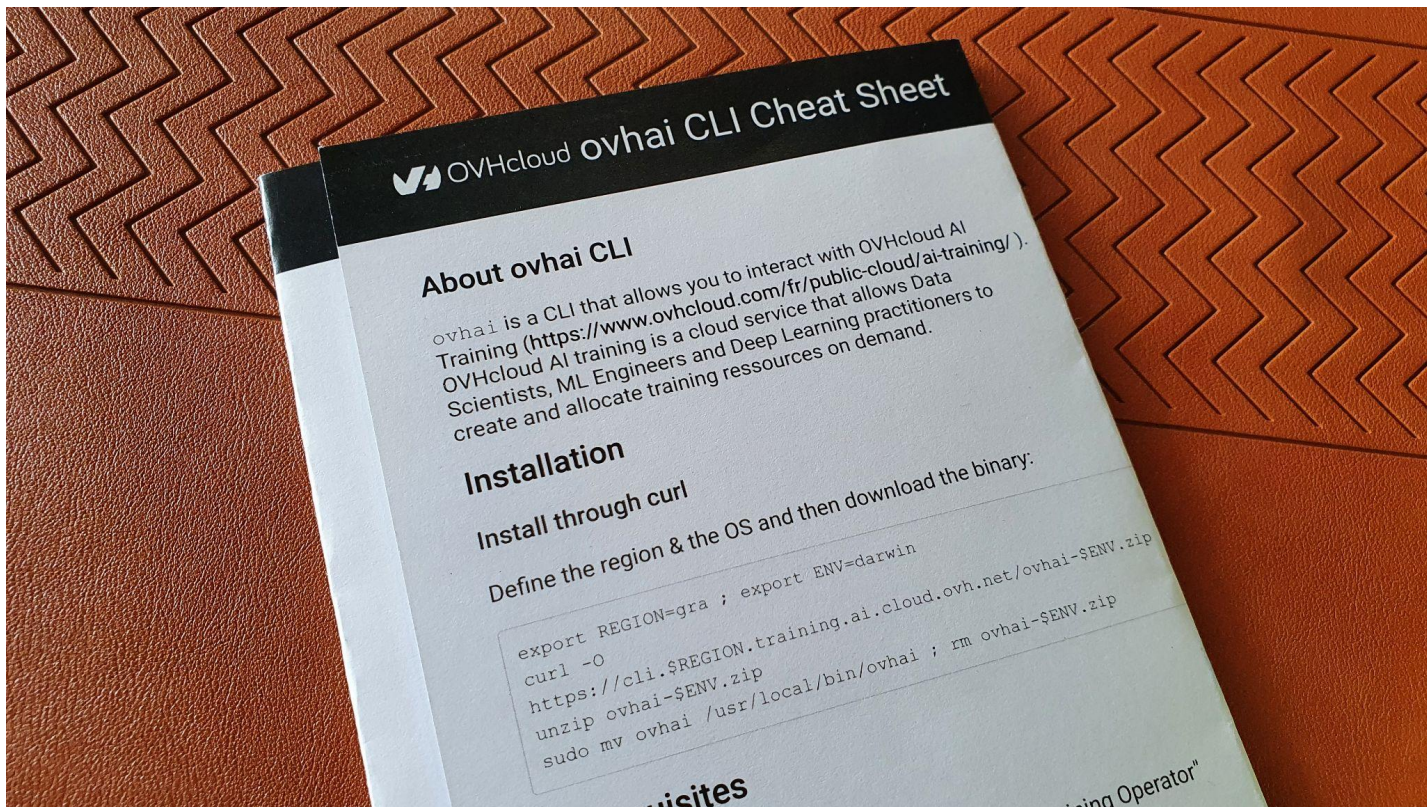 OVHcloud ovhai CLI Cheat Sheet
About ovhai CLI
ovhai is a CLI that allows you to interact with OVHcloud AI
Training (https://www.ovhcloud.com/fr/public-cloud/ai-training/ ).
OVHcloud AI training is a cloud service that allows Data
Scientists, ML Engineers and Deep Learning practitioners to
create and allocate training ressources on demand.
Installation
Install through curl
Define the region & the OS and then download the binary:
export REGION=gra ; export ENV=darwin
curl -O
https://cli.$REGION.training.ai.cloud.ovh.net/ovhai-$ENV.zip
unzip ovhai-$ENV.zip
sudo mv ovhai /usr/local/bin/ovhai ; rm ovhai-$ENV.zip
Operator"